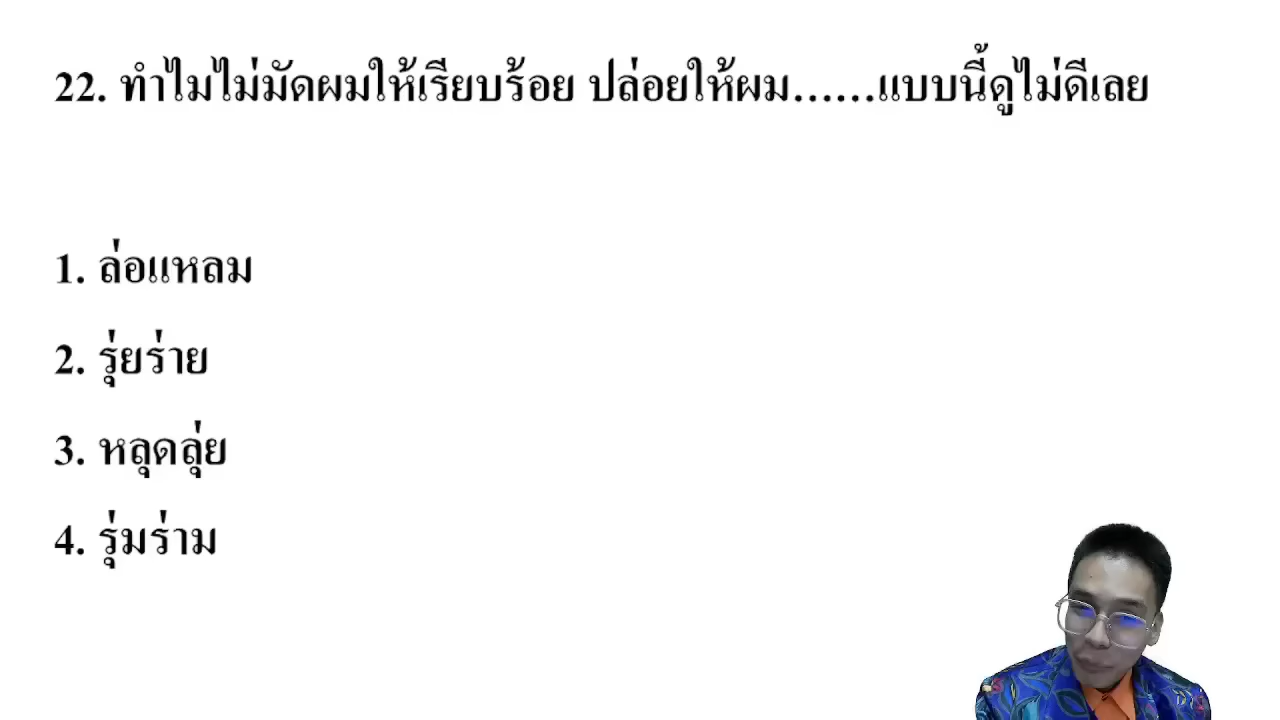 22. ทำไมไม่มัดผมให้เรียบร้อย ปล่อยให้ผม......แบบนี้ดูไม่ดีเลย
1. ล่อแหลม
2. รุ่ยร่าย
3. หลุดลุ่ย
4. รุ่มร่าม